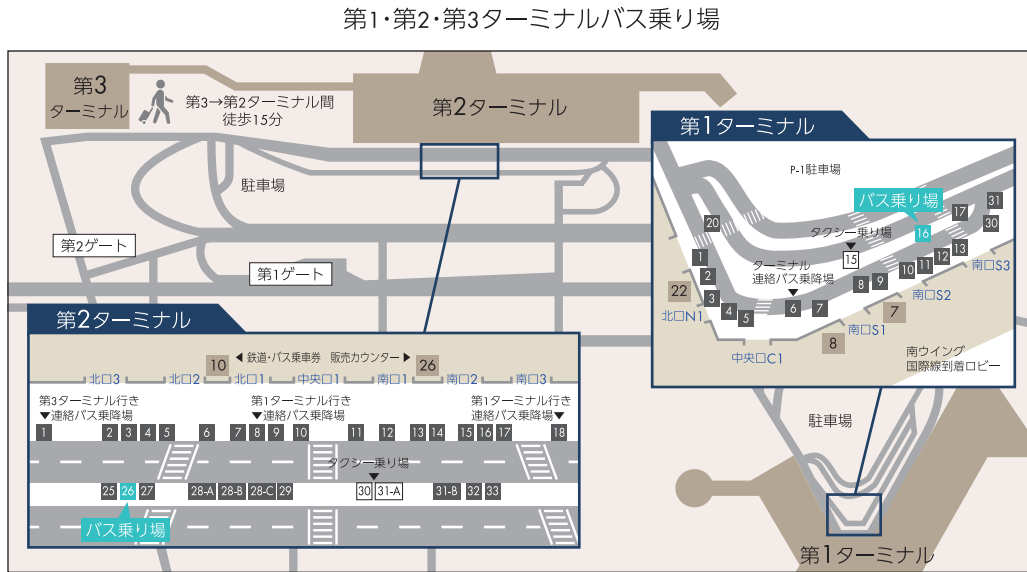 第1・第2・第3ターミナルバス乗り場
第3
ターミナル
第3→第2ターミナル間
徒歩15分
第2ターミナル
駐車場
第2ゲート
第1ゲート
第1ターミナル
P-1駐車場
バス乗り場
20
17
31
16
30
タクシー乗り場
15
13
12
11
10
9
8
1
2
3
4
5
6
7
ターミナル
連絡バス乗降場
南口S3
南口S2
南口S1
22
北口N1
中央口C1
7
8
南ウイング
国際線到着ロビー
第2ターミナル
10
◀ 鉄道・バス乗車券 販売カウンター ▶
26
北口3
北口2
北口1
中央口1
南口1
南口2
南口3
第3ターミナル行き
▼連絡バス乗降場
第1ターミナル行き
▼連絡バス乗降場
第1ターミナル行き
連絡バス乗降場▼
1 2 3 4 5 6 7 8 9 10 11 12 13 14 15 16 17 18
タクシー乗り場
25 26 27 28-A 28-B 28-C 29 30 31-A 31-B 32 33
バス乗り場
駐車場
第1ターミナル